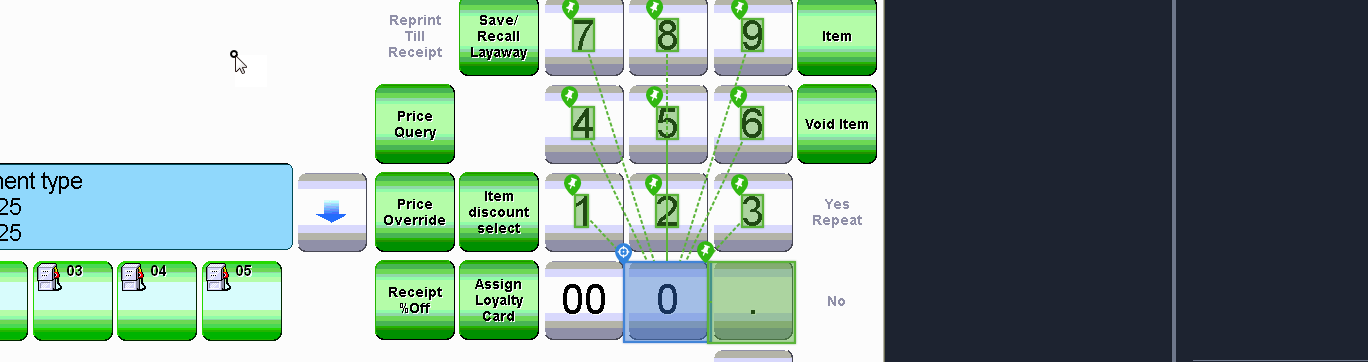 Reprint
Till
Receipt
Save/
Recall
Layaway
7
8
9
Item
Price
Query
4
5
6
Void Item
ent type
25
25
Price
Override
Item
discount
select
1
2
3
Yes
Repeat
03
04
05
Receipt
%Off
Assign
Loyalty
Card
00
0
.
No